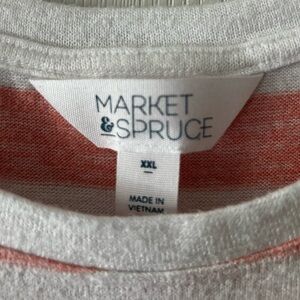 MARKET
&SPRUCE
XXL
MADE IN
VIETNAM